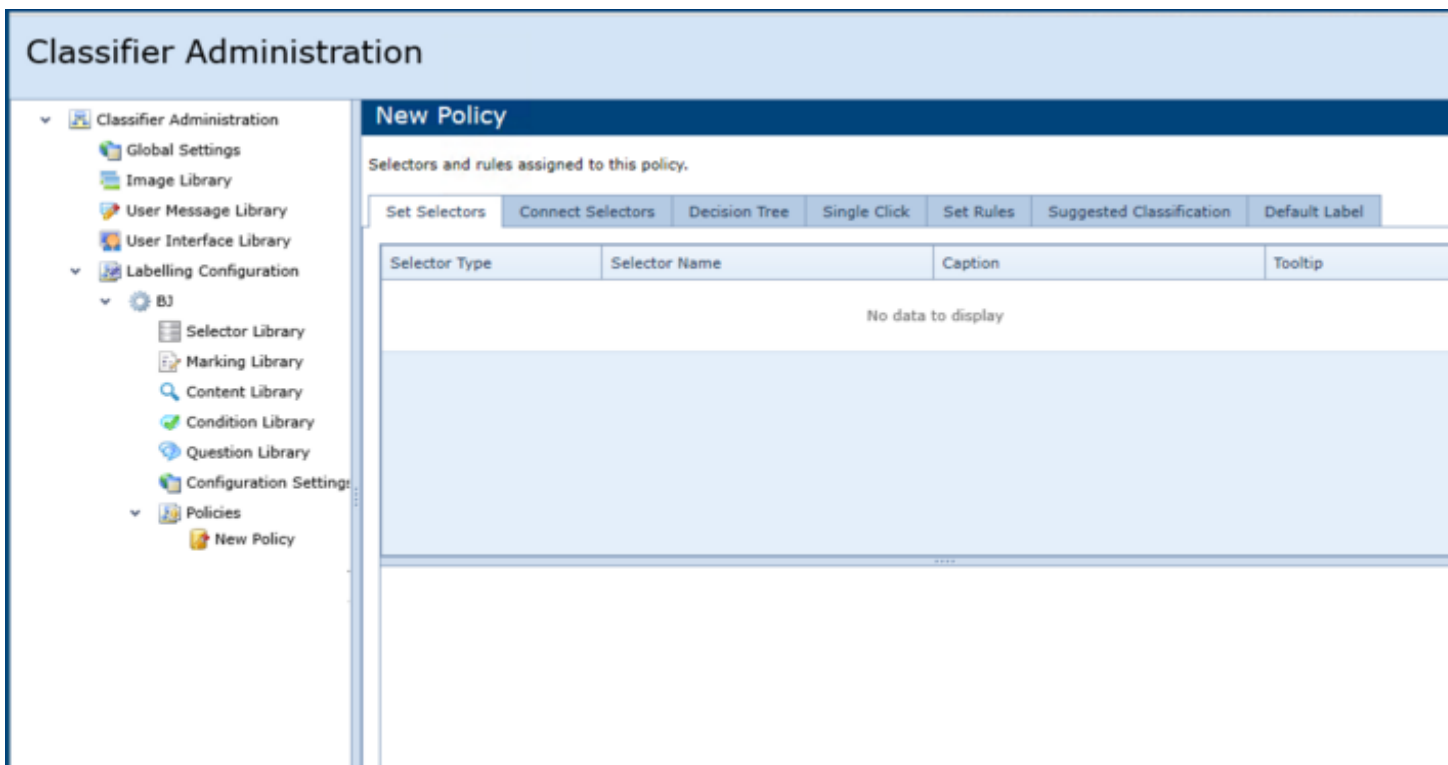 Classifier Administration
Classifier Administration
Global Settings
Image Library
User Message Library
User Interface Library
Labelling Configuration
BJ
Selector Library
Marking Library
Content Library
Condition Library
Question Library
Configuration Settings
Policies
New Policy
New Policy
Selectors and rules assigned to this policy.
Set Selectors Connect Selectors Decision Tree Single Click Set Rules Suggested Classification Default Label
Selector Type Selector Name Caption Tooltip
No data to display